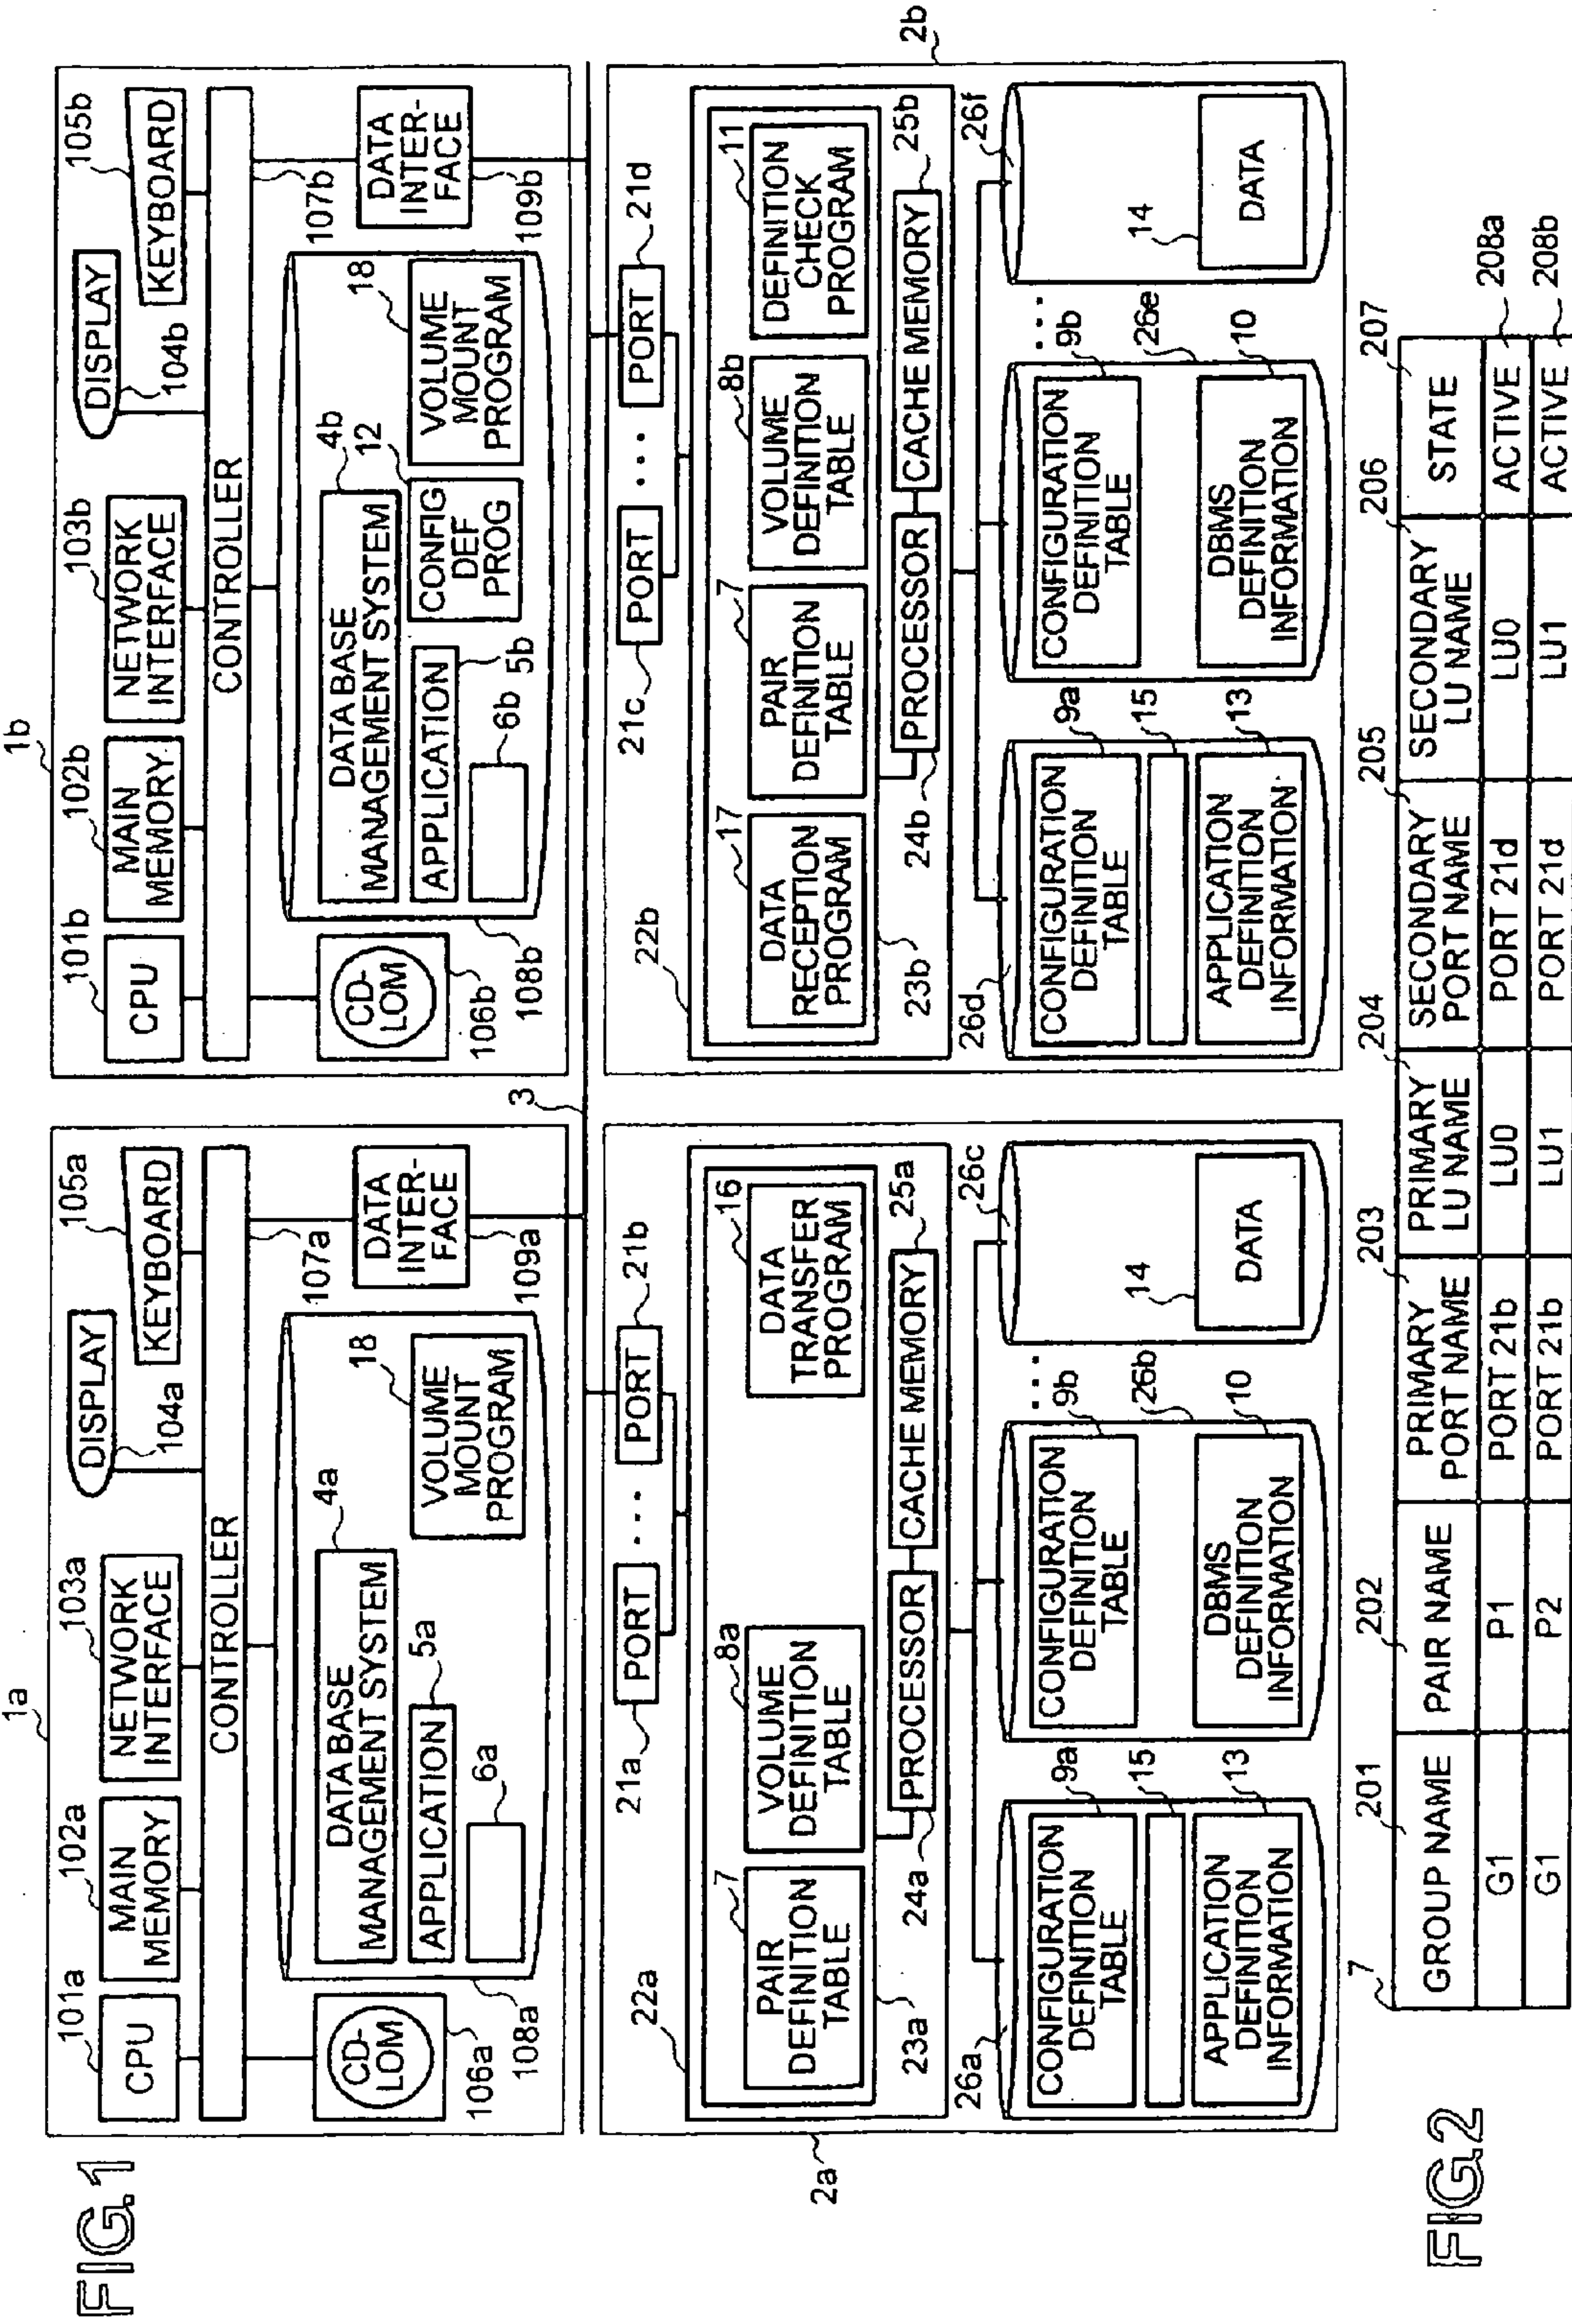 FIG.1
1a
101a
CPU
102a
MAIN
MEMORY
103a
NETWORK
INTERFACE
DISPLAY
104a
105a
KEYBOARD
CONTROLLER
107a
CD-
LOM
106a
108a
DATA BASE
MANAGEMENT SYSTEM
4a
APPLICATION
5a
6a
18
VOLUME
MOUNT
PROGRAM
DATA
INTER-
FACE
109a
1b
101b
CPU
102b
MAIN
MEMORY
103b
NETWORK
INTERFACE
DISPLAY
104b
105b
KEYBOARD
CONTROLLER
107b
CD-
LOM
106b
108b
DATA BASE
MANAGEMENT SYSTEM
4b
12
APPLICATION
5b
6b
CONFIG
DEF
PROG
18
VOLUME
MOUNT
PROGRAM
DATA
INTER-
FACE
109b
3
2a
21a
PORT
...
PORT
21b
22a
7
PAIR
DEFINITION
TABLE
8a
VOLUME
DEFINITION
TABLE
16
DATA
TRANSFER
PROGRAM
23a
24a
PROCESSOR
CACHE MEMORY
25a
26a
CONFIGURATION
DEFINITION
TABLE
9a
15
APPLICATION
DEFINITION
INFORMATION
13
CONFIGURATION
DEFINITION
TABLE
9b
26b
DBMS
DEFINITION
INFORMATION
10
...
26c
14
DATA
2b
21c
PORT
...
PORT
21d
22b
17
DATA
RECEPTION
PROGRAM
7
PAIR
DEFINITION
TABLE
8b
VOLUME
DEFINITION
TABLE
11
DEFINITION
CHECK
PROGRAM
23b
24b
PROCESSOR
CACHE MEMORY
25b
26d
CONFIGURATION
DEFINITION
TABLE
9a
15
APPLICATION
DEFINITION
INFORMATION
13
CONFIGURATION
DEFINITION
TABLE
9b
26e
DBMS
DEFINITION
INFORMATION
10
...
26f
14
DATA
FIG.2
7 201 202 203 204 205 206 207
GROUP NAME PAIR NAME PRIMARY PORT NAME PRIMARY LU NAME SECONDARY PORT NAME SECONDARY LU NAME STATE
G1 P1 PORT 21b LU0 PORT 21d LU0 ACTIVE 208a
G1 P2 PORT 21b LU1 PORT 21d LU1 ACTIVE 208b